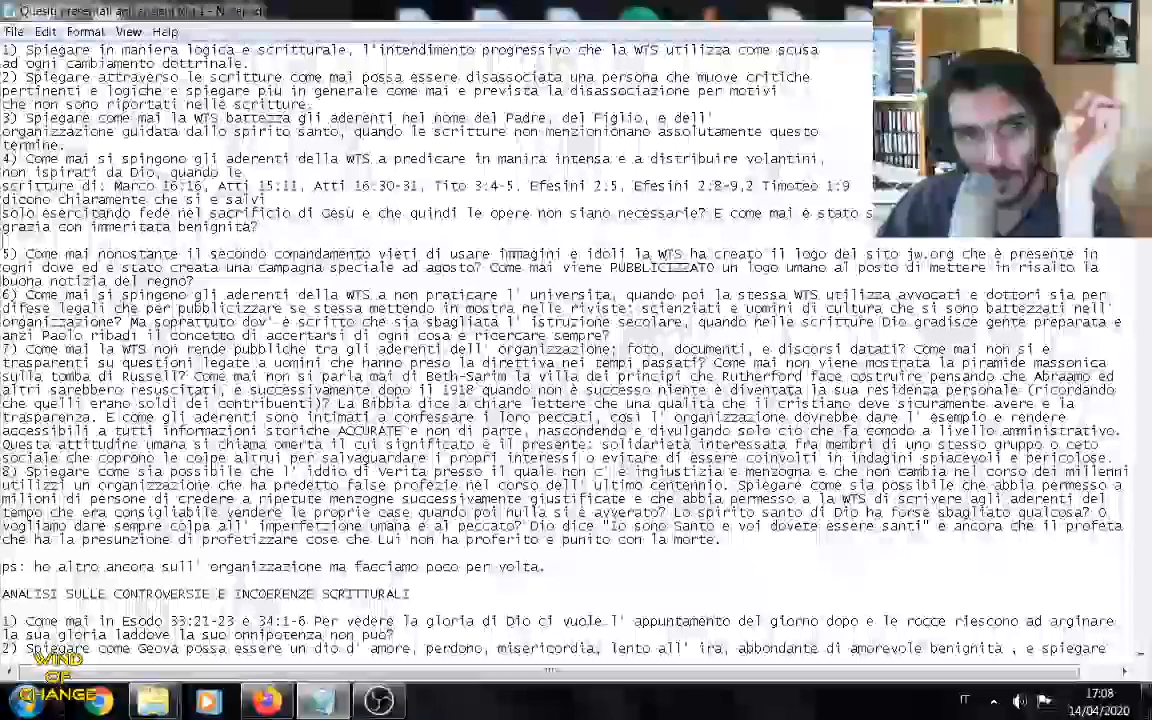 Quesiti presentati agli anziani
File Edit Format View Help
1) Spiegare in maniera logica e scritturale, l'intendimento progressivo che la WTS utilizza come scusa
ad ogni cambiamento dottrinale.
2) Spiegare attraverso le scritture come mai possa essere disassociata una persona che muove critiche
pertinenti e logiche e spiegare più in generale come mai è prevista la disassociazione per motivi
che non sono riportati nelle scritture.
3) Spiegare come mai la WTS battezza gli aderenti nel nome del Padre, del Figlio, e dell'
organizzazione guidata dallo spirito santo, quando le scritture non menzionionano assolutamente questo
termine.
4) Come mai si spingono gli aderenti della WTS a predicare in manira intensa e a distribuire volantini,
non ispirati da Dio, quando le
scritture di: Marco 16:16, Atti 15:11, Atti 16:30-31, Tito 3:4-5, Efesini 2:5, Efesini 2:8-9,2 Timoteo 1:9
dicono chiaramente che si è salvi
solo esercitando fede nel sacrificio di Gesù e che quindi le opere non siano necessarie? E come mai è stato s
grazia con immeritata benignità?
5) Come mai nonostante il secondo comandamento vieti di usare immagini e idoli la WTS ha creato il logo del sito jw.org che è presente in
ogni dove ed è stato creata una campagna speciale ad agosto? Come mai viene PUBBLICIZZATO un logo umano al posto di mettere in risalto la
buona notizia del regno?
6) Come mai si spingono gli aderenti della WTS a non praticare l' università, quando poi la stessa WTS utilizza avvocati e dottori sia per
difese legali che per pubblicizzare se stessa mettendo in mostra nelle riviste: scienziati e uomini di cultura che si sono battezzati nell'
organizzazione? Ma soprattuto dov' è scritto che sia sbagliata l' istruzione secolare, quando nelle scritture Dio gradisce gente preparata e
anzi Paolo ribadì il concetto di accertarsi di ogni cosa e ricercare sempre?
7) Come mai la WTS non rende pubbliche tra gli aderenti dell' organizzazione; foto, documenti, e discorsi datati? Come mai non si è
trasparenti su questioni legate a uomini che hanno preso la direttiva nei tempi passati? Come mai non viene mostrata la piramide massonica
sulla tomba di Russell? Come mai non si parla mai di Beth-Sarim la villa dei principi che Rutherford face costruire pensando che Abraamo ed
altri sarebbero resuscitati, e successivamente dopo il 1918 quando non è successo niente è diventata la sua residenza personale (ricordando
che quelli erano soldi dei contribuenti)? La Bibbia dice a chiare lettere che una qualità che il cristiano deve sicuramente avere è la
trasparenza. E come gli aderenti sono intimati a confessare i loro peccati, così l' organizzazione dovrebbe dare l' esempio e rendere
accessibili a tutti informazioni storiche ACCURATE e non di parte, nascondendo e divulgando solo ciò che fa comodo a livello amministrativo.
Questa attitudine umana si chiama omertà il cui significato è il presente: solidarietà interessata fra membri di uno stesso gruppo o ceto
sociale che coprono le colpe altrui per salvaguardare i propri interessi o evitare di essere coinvolti in indagini spiacevoli e pericolose.
8) Spiegare come sia possibile che l' iddio di Verità presso il quale non c'è ingiustizia e menzogna e che non cambia nel corso dei millenni
utilizzi un organizzazione che ha predetto false profezie nel corso dell' ultimo centennio. Spiegare come sia possibile che abbia permesso a
milioni di persone di credere a ripetute menzogne successivamente giustificate e che abbia permesso a la WTS di scrivere agli aderenti del
tempo che era consigliabile vendere le proprie case quando poi nulla si è avverato? Lo spirito santo di Dio ha forse sbagliato qualcosa? O
vogliamo dare sempre colpa all' imperfezione umana e al peccato? Dio dice "Io sono Santo e voi dovete essere santi" e ancora che il profeta
che ha la presunzione di profetizzare cose che Lui non ha proferito è punito con la morte.
ps: ho altro ancora sull' organizzazione ma facciamo poco per volta.
ANALISI SULLE CONTROVERSIE E INCOERENZE SCRITTURALI
1) Come mai in Esodo 33:21-23 e 34:1-6 Per vedere la gloria di Dio ci vuole l' appuntamento del giorno dopo e le rocce riescono ad arginare
la sua gloria laddove la suo onnipotenza non può?
2) Spiegare come Geova possa essere un dio d' amore, perdono, misericordia, lento all' ira, abbondante di amorevole benignità , e spiegare
WIND
OF
CHANGE
IT
17:08
14/04/2020